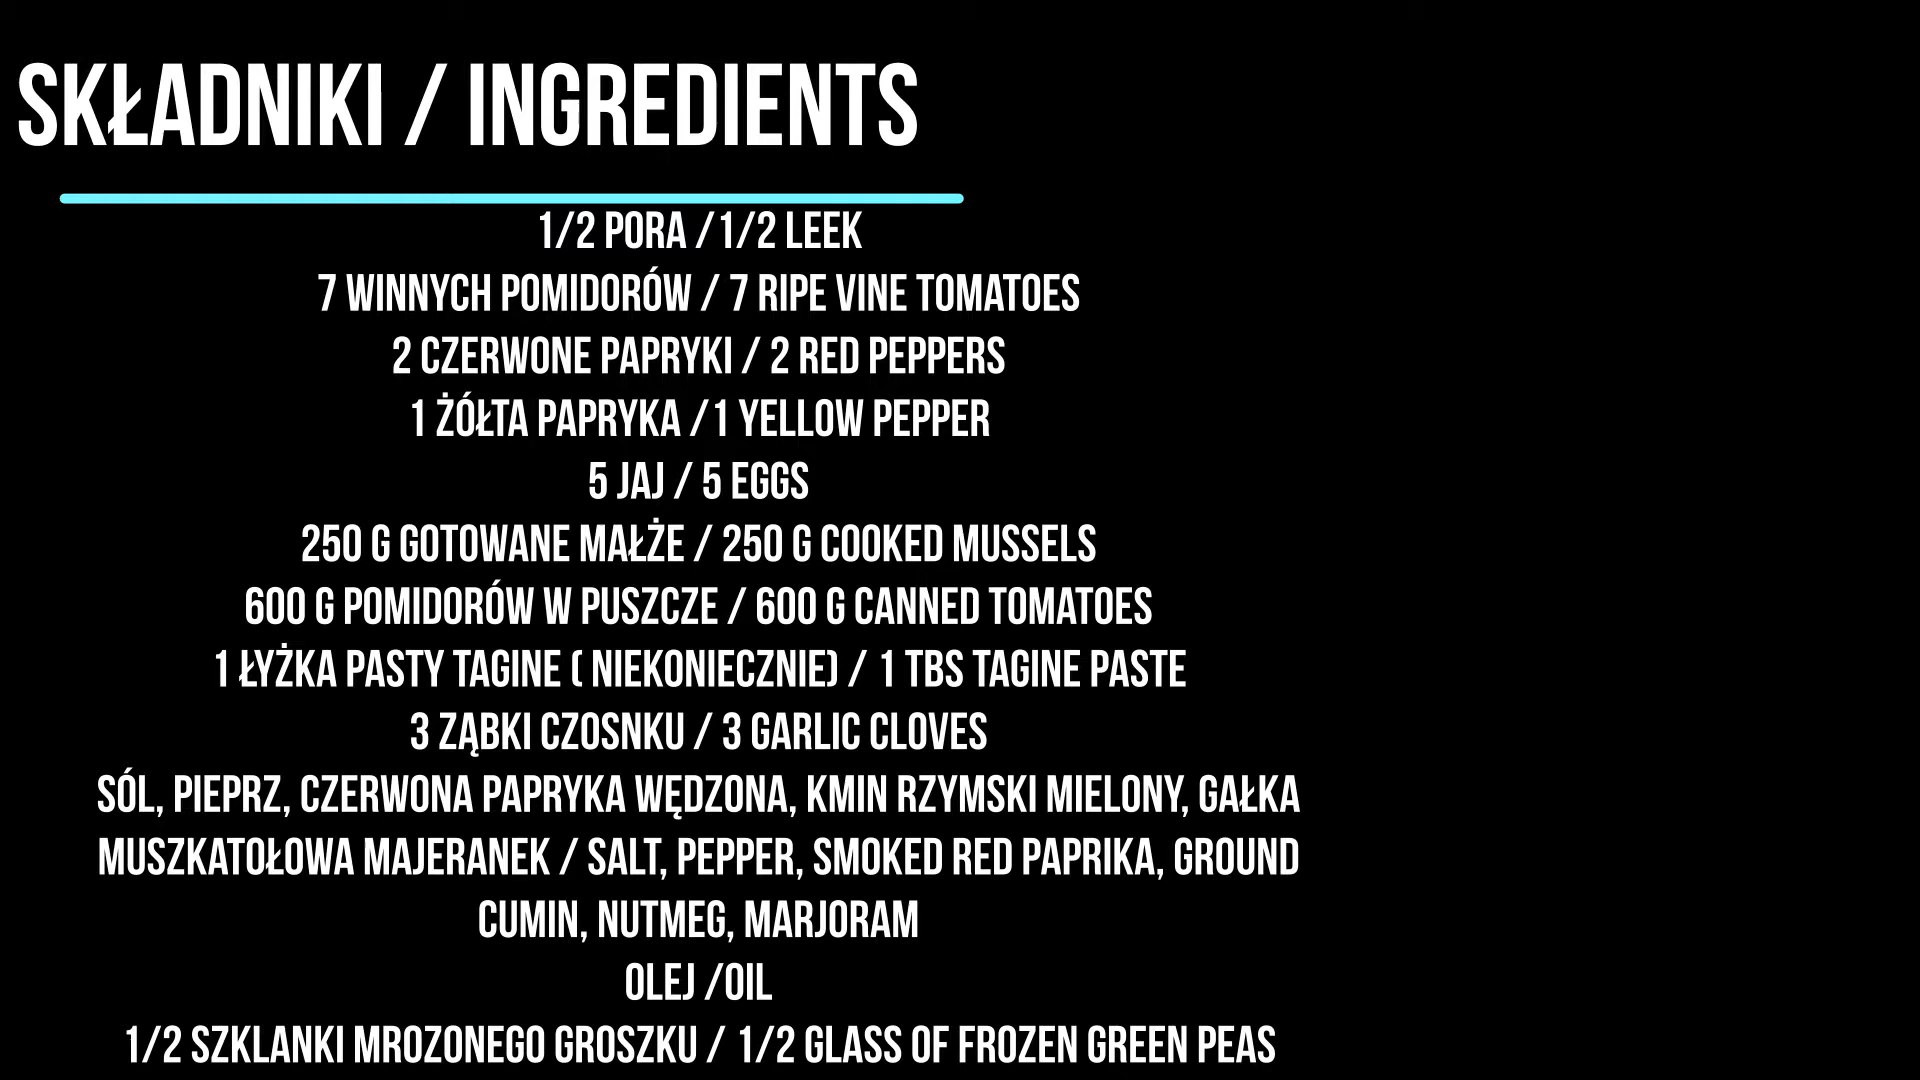 SKŁADNIKI / INGREDIENTS
1/2 PORA /1/2 LEEK
7 WINNYCH POMIDORÓW / 7 RIPE VINE TOMATOES
2 CZERWONE PAPRYKI / 2 RED PEPPERS
1 ŻÓŁTA PAPRYKA /1 YELLOW PEPPER
5 JAJ / 5 EGGS
250 G GOTOWANE MAŁŻE / 250 G COOKED MUSSELS
600 G POMIDORÓW W PUSZCZE / 600 G CANNED TOMATOES
1 ŁYŻKA PASTY TAGINE ( NIEKONIECZNIE) / 1 TBS TAGINE PASTE
3 ZĄBKI CZOSNKU / 3 GARLIC CLOVES
SÓL, PIEPRZ, CZERWONA PAPRYKA WĘDZONA, KMIN RZYMSKI MIELONY, GAŁKA
MUSZKATOŁOWA MAJERANEK / SALT, PEPPER, SMOKED RED PAPRIKA, GROUND
CUMIN, NUTMEG, MARJORAM
OLEJ /OIL
1/2 SZKLANKI MROZONEGO GROSZKU / 1/2 GLASS OF FROZEN GREEN PEAS